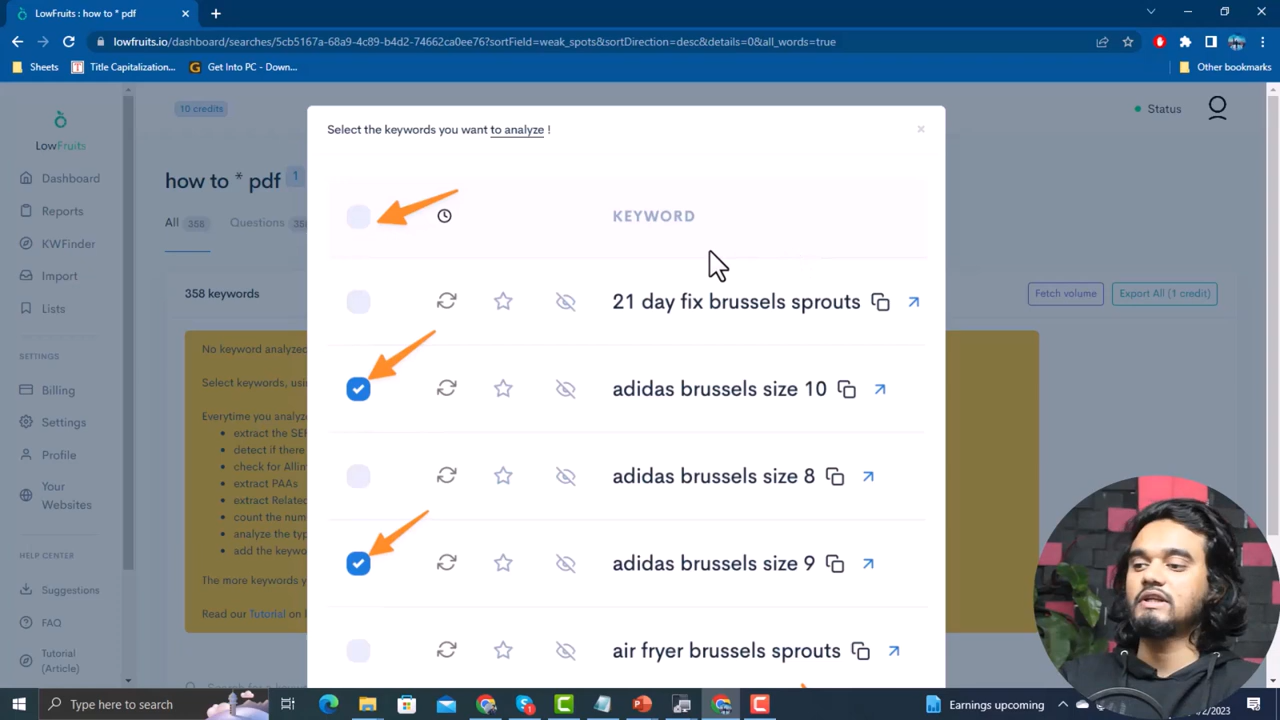 LowFruits : how to * pdf
lowfruits.io/dashboard/searches/5cb5167a-68a9-4c89-b4d2-74662ca0ee76?sortField=weak_spots&sortDirection=desc&details=0&all_words=true
Sheets
Title Capitalization...
Get Into PC - Down...
Other bookmarks
LowFruits
Dashboard
Reports
KWFinder
Import
Lists
SETTINGS
Billing
Settings
Profile
Your
Websites
HELP CENTER
Suggestions
FAQ
Tutorial
(Article)
10 credits
Status
how to * pdf 1
All 358
Questions
358 keywords
Fetch volume
Export All (1 credit)
No keyword analyzed
Select keywords, usin
Everytime you analyz
extract the SE
detect if there
check for Allin
extract PAAs
extract Relate
count the num
analyze the typ
add the keywo
The more keywords y
Read our Tutorial on
Select the keywords you want to analyze !
KEYWORD
21 day fix brussels sprouts
adidas brussels size 10
adidas brussels size 8
adidas brussels size 9
air fryer brussels sprouts
Type here to search
Earnings upcoming